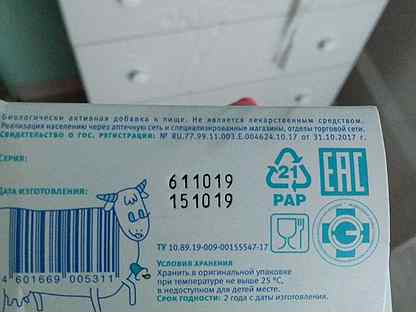 Биологически активная добавка к пище. Не является лекарственным средством.
Реализация населению через аптечную сеть и специализированные магазины, отделы торговой сети.
СВИДЕТЕЛЬСТВО О ГОС. РЕГИСТРАЦИИ: № RU.77.99.11.003.Е.004624.10.17 от 31.10.2017 г.
СЕРИЯ: 611019
ДАТА ИЗГОТОВЛЕНИЯ: 151019
21
PAP
EAC
ТУ 10.89.19-009-00155547-17
УСЛОВИЯ ХРАНЕНИЯ
Хранить в оригинальной упаковке
при температуре не выше 25 °С,
в недоступном для детей месте.
СРОК ГОДНОСТИ: 2 года с даты изготовления.
4 601669 005311